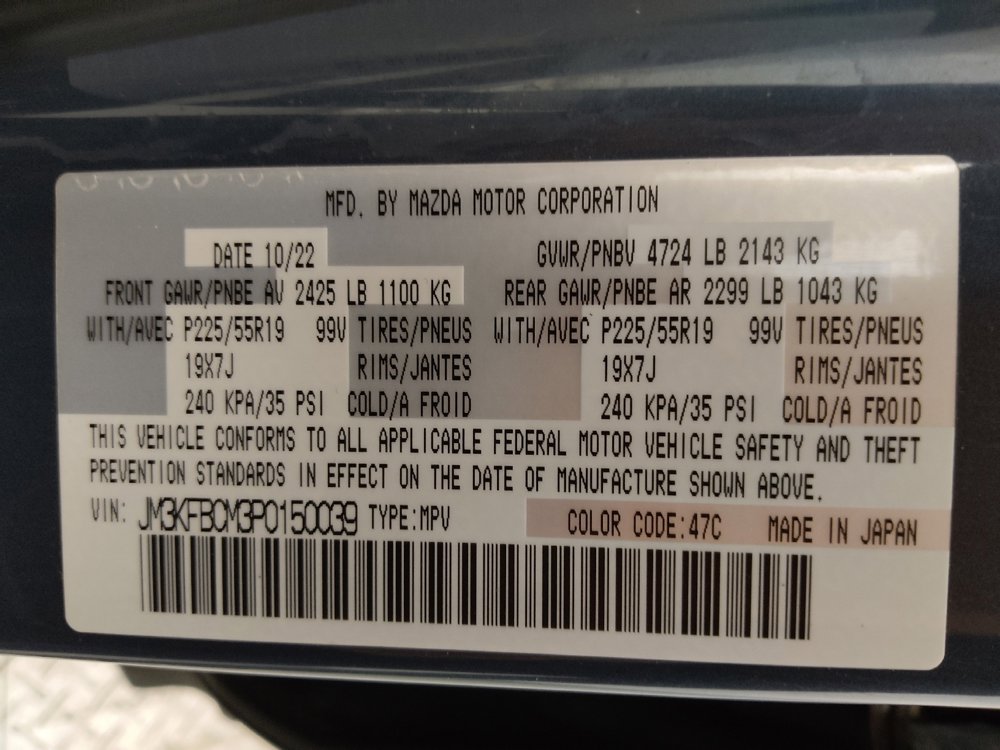 MFD. BY MAZDA MOTOR CORPORATION
DATE 10/22 GVWR/PNBV 4724 LB 2143 KG
FRONT GAWR/PNBE AV 2425 LB 1100 KG REAR GAWR/PNBE AR 2299 LB 1043 KG
WITH/AVEC P225/55R19 99V TIRES/PNEUS WITH/AVEC P225/55R19 99V TIRES/PNEUS
19X7J RIMS/JANTES 19X7J RIMS/JANTES
240 KPA/35 PSI COLD/A FROID 240 KPA/35 PSI COLD/A FROID
THIS VEHICLE CONFORMS TO ALL APPLICABLE FEDERAL MOTOR VEHICLE SAFETY AND THEFT
PREVENTION STANDARDS IN EFFECT ON THE DATE OF MANUFACTURE SHOWN ABOVE.
VIN: JM3KFBCM3P0150039 TYPE:MPV COLOR CODE:47C MADE IN JAPAN